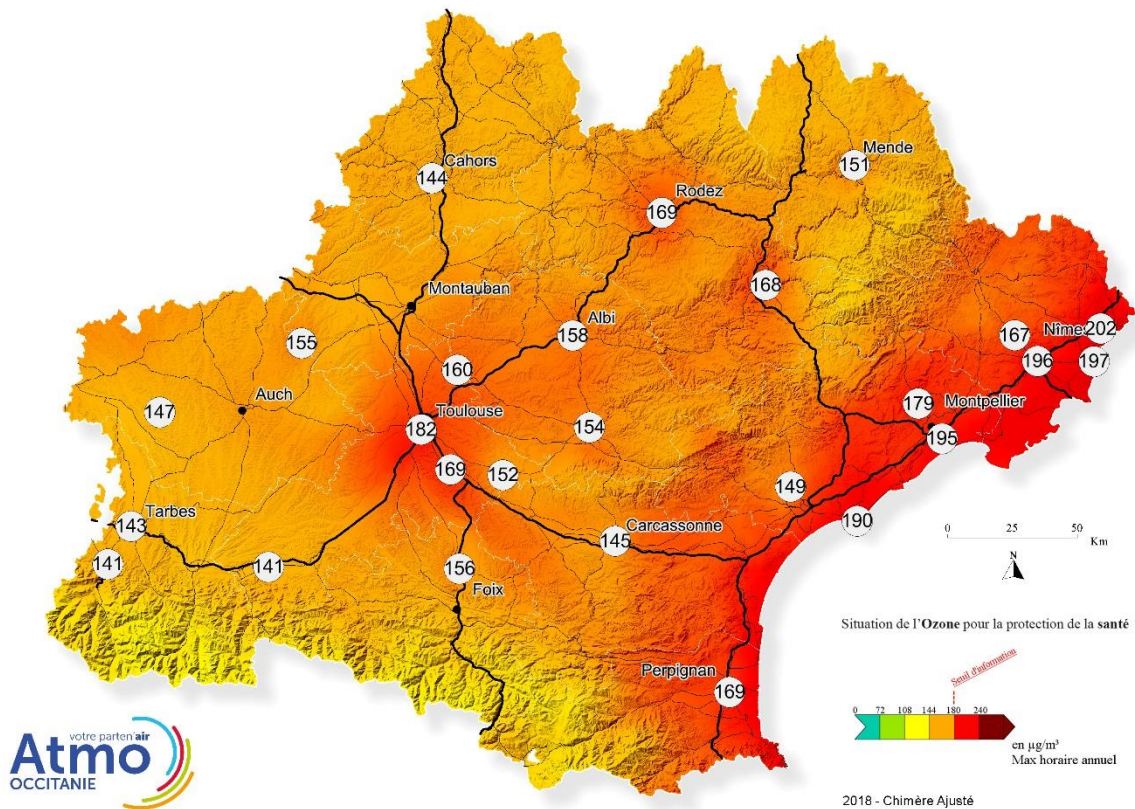 Cahors
144
Mende
151
Rodez
169
168
Montauban
Albi
158
155
160
167
Nîmes
202
196
197
Auch
147
Toulouse
182
154
179
Montpellier
195
169
152
149
190
Tarbes
143
141
141
Carcassonne
145
156
Foix
0 25 50
Km
N
Situation de l'Ozone pour la protection de la santé
Perpignan
169
Seuil d'information
0 72 108 144 180 240
en µg/m³
Max horaire annuel
votre parten'air
Atmo
OCCITANIE
2018 - Chimère Ajusté